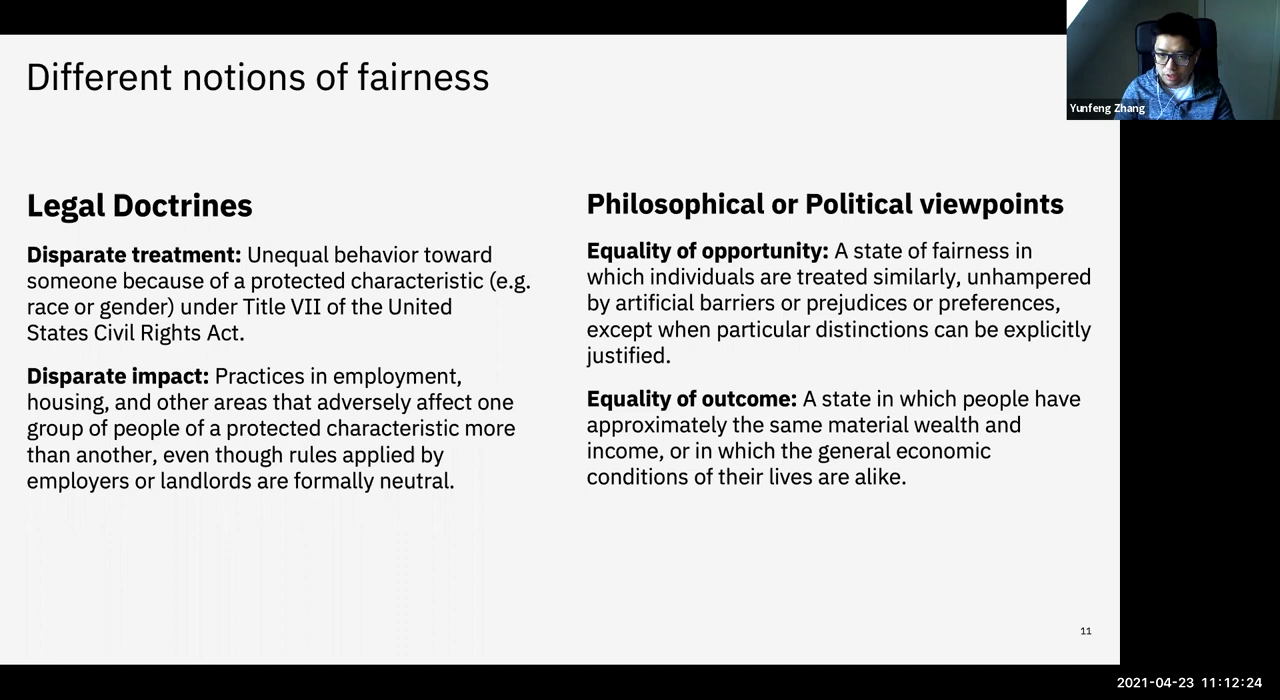 Different notions of fairness
Yunfeng Zhang
Legal Doctrines
Disparate treatment: Unequal behavior toward
someone because of a protected characteristic (e.g.
race or gender) under Title VII of the United
States Civil Rights Act.
Disparate impact: Practices in employment,
housing, and other areas that adversely affect one
group of people of a protected characteristic more
than another, even though rules applied by
employers or landlords are formally neutral.
Philosophical or Political viewpoints
Equality of opportunity: A state of fairness in
which individuals are treated similarly, unhampered
by artificial barriers or prejudices or preferences,
except when particular distinctions can be explicitly
justified.
Equality of outcome: A state in which people have
approximately the same material wealth and
income, or in which the general economic
conditions of their lives are alike.
11
2021-04-23 11:12:24